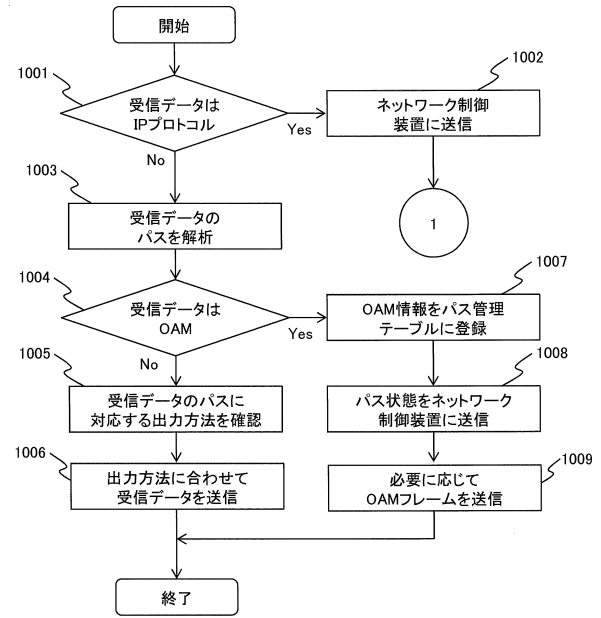 開始
1001
受信データは
IPプロトコル
Yes
No
1002
ネットワーク制御
装置に送信
1
1003
受信データの
パスを解析
1004
受信データは
OAM
Yes
No
1007
OAM情報をパス管理
テーブルに登録
1005
受信データのパスに
対応する出力方法を確認
1008
パス状態をネットワーク
制御装置に送信
1006
出力方法に合わせて
受信データを送信
1009
必要に応じて
OAMフレームを送信
終了